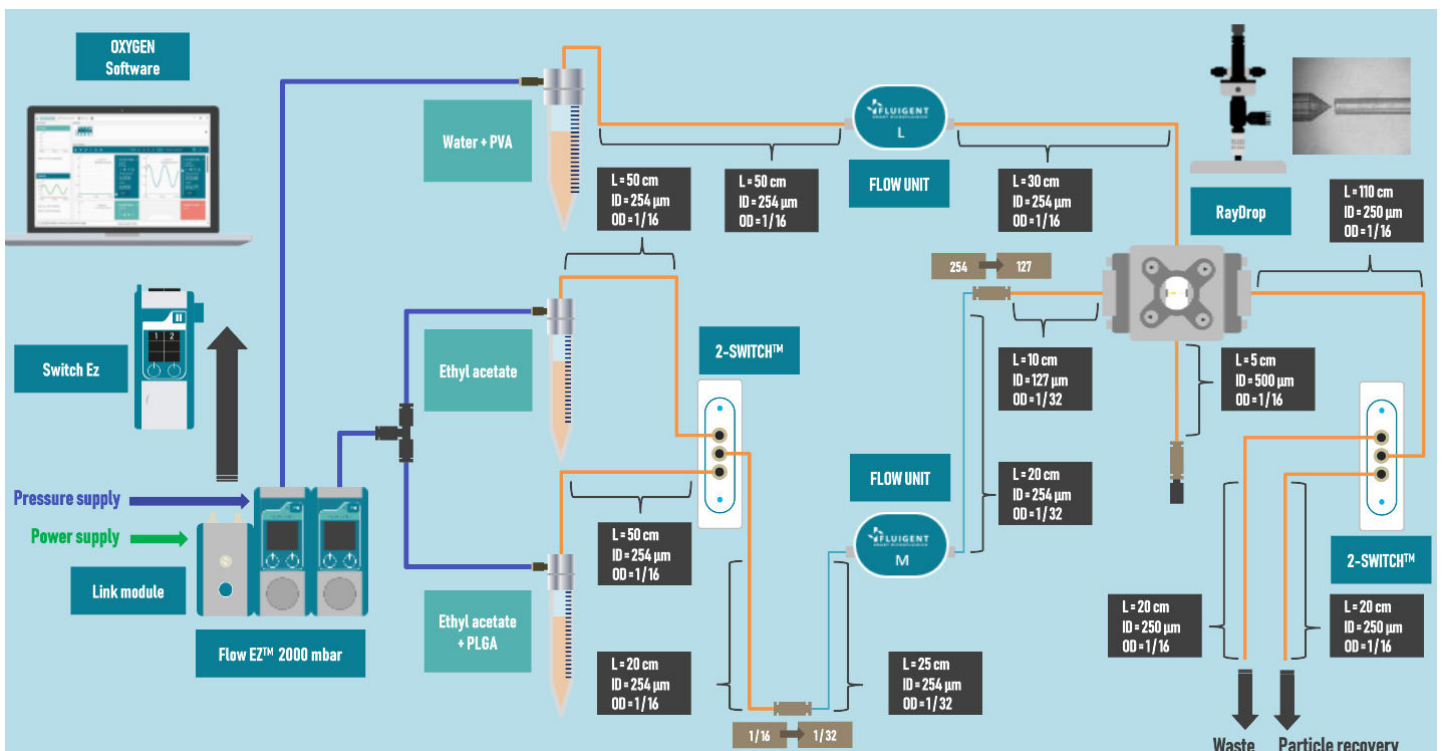 OXYGEN
Software
Water + PVA
FLUIGENT
SMART MICROFLUIDICS
L
FLOW UNIT
RayDrop
L = 50 cm
ID = 254 µm
OD = 1/16
L = 50 cm
ID = 254 µm
OD = 1/16
L = 30 cm
ID = 254 µm
OD = 1/16
L = 110 cm
ID = 250 µm
OD = 1/16
254
127
Switch Ez
1 2
Ethyl acetate
2-SWITCH™
L = 10 cm
ID = 127 µm
OD = 1/32
L = 5 cm
ID = 500 µm
OD = 1/16
Pressure supply
Power supply
Link module
Flow EZ™ 2000 mbar
Ethyl acetate
+ PLGA
L = 50 cm
ID = 254 µm
OD = 1/16
FLOW UNIT
FLUIGENT
SMART MICROFLUIDICS
M
L = 20 cm
ID = 254 µm
OD = 1/32
2-SWITCH™
L = 20 cm
ID = 254 µm
OD = 1/16
L = 25 cm
ID = 254 µm
OD = 1/32
L = 20 cm
ID = 250 µm
OD = 1/16
L = 20 cm
ID = 250 µm
OD = 1/16
1/16
1/32
Waste
Particle recovery